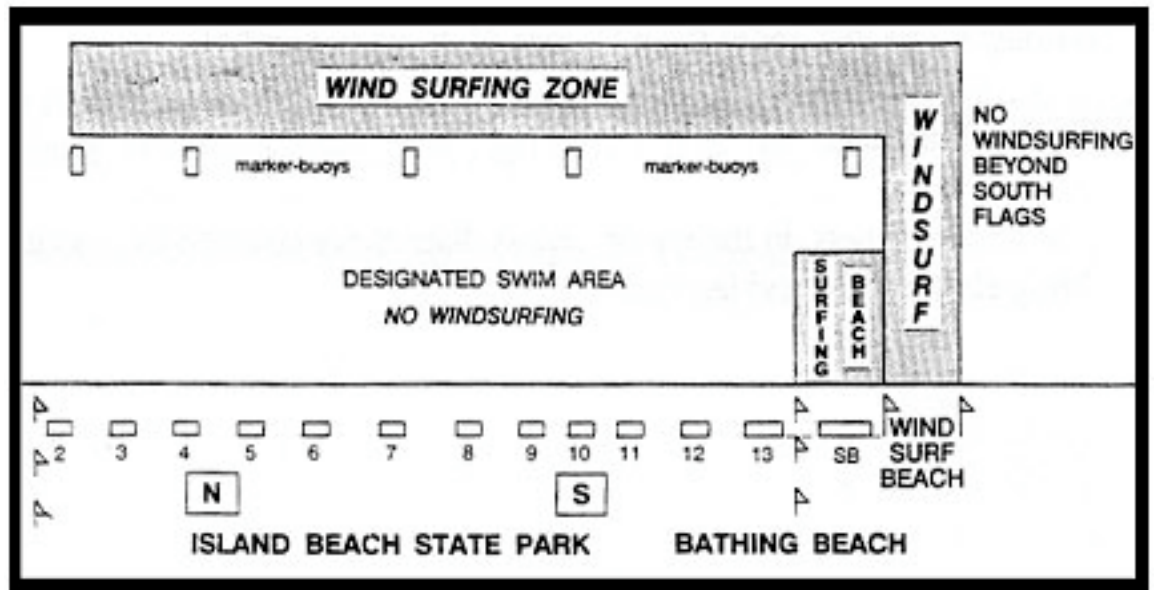 WIND SURFING ZONE
WINDSURF
NO
WINDSURFING
BEYOND
SOUTH
FLAGS
marker-buoys
marker-buoys
DESIGNATED SWIM AREA
NO WINDSURFING
SURFING
BEACH
2 3 4 5 6 7 8 9 10 11 12 13 SB
WIND
SURF
BEACH
N
S
ISLAND BEACH STATE PARK
BATHING BEACH